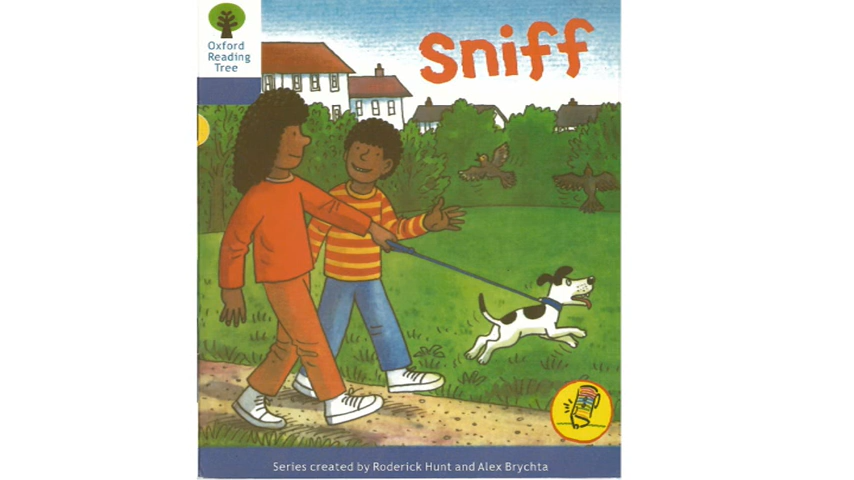 Oxford
Reading
Tree
Sniff
Series created by Roderick Hunt and Alex Brychta